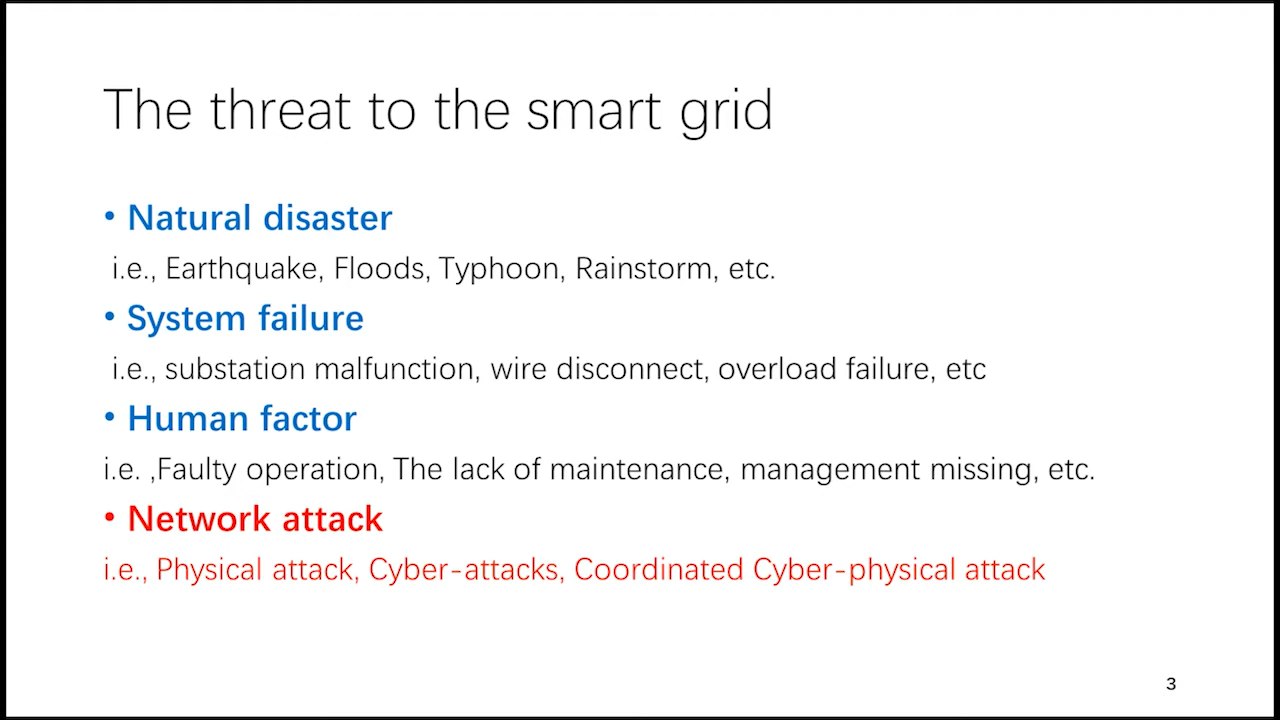 The threat to the smart grid
• Natural disaster
i.e., Earthquake, Floods, Typhoon, Rainstorm, etc.
• System failure
i.e., substation malfunction, wire disconnect, overload failure, etc
• Human factor
i.e. ,Faulty operation, The lack of maintenance, management missing, etc.
• Network attack
i.e., Physical attack, Cyber-attacks, Coordinated Cyber-physical attack
3